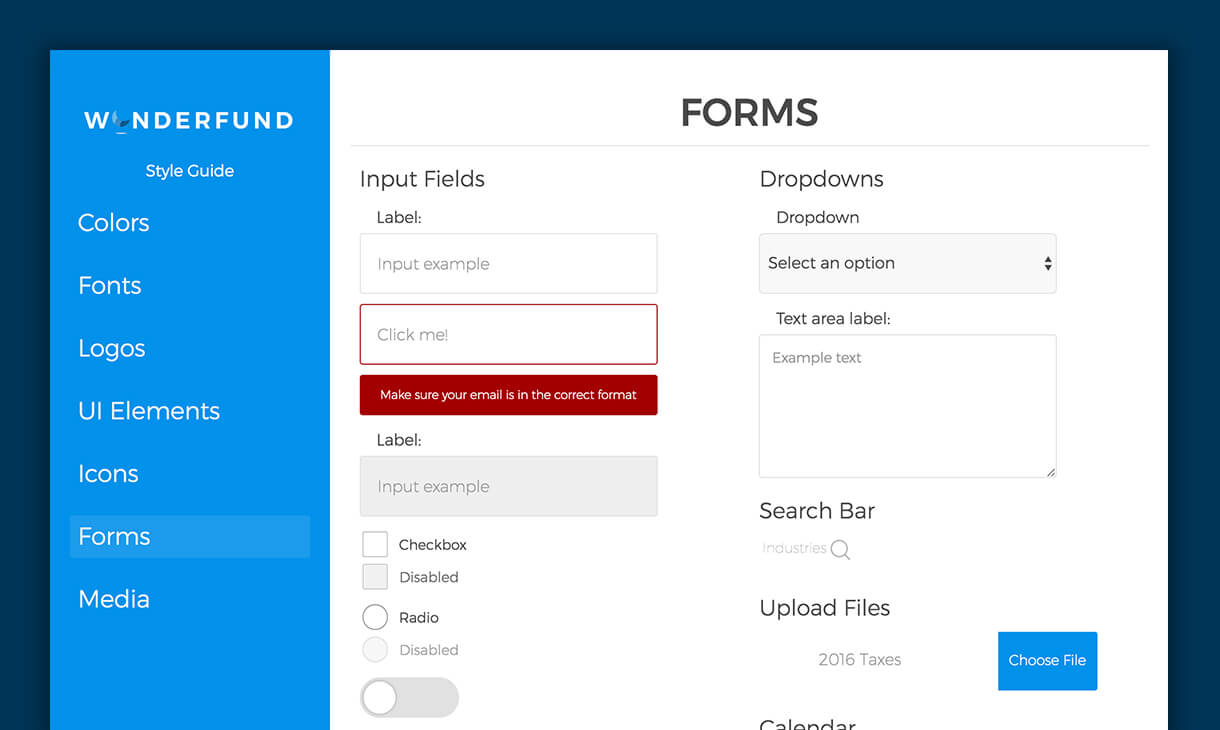 WONDERFUND
Style Guide
Colors
Fonts
Logos
UI Elements
Icons
Forms
Media
FORMS
Input Fields
Label:
Input example
Click me!
Make sure your email is in the correct format
Label:
Input example
Checkbox
Disabled
Radio
Disabled
Dropdowns
Dropdown
Select an option
Text area label:
Example text
Search Bar
Industries
Upload Files
2016 Taxes
Choose File
Calendar